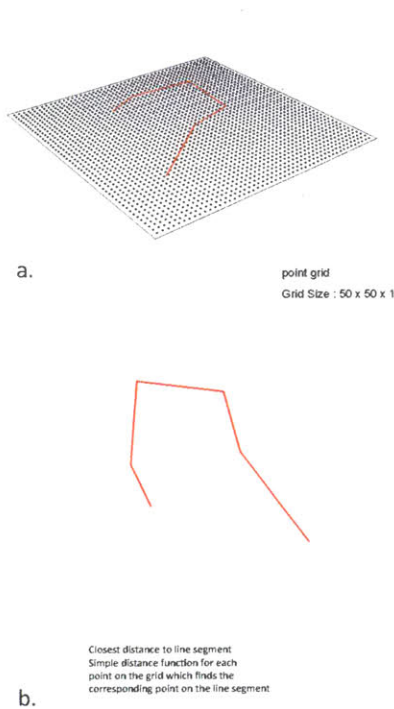 a.
point grid
Grid Size : 50 x 50 x 1
Closest distance to line segment
Simple distance function for each
point on the grid which finds the
corresponding point on the line segment
b.